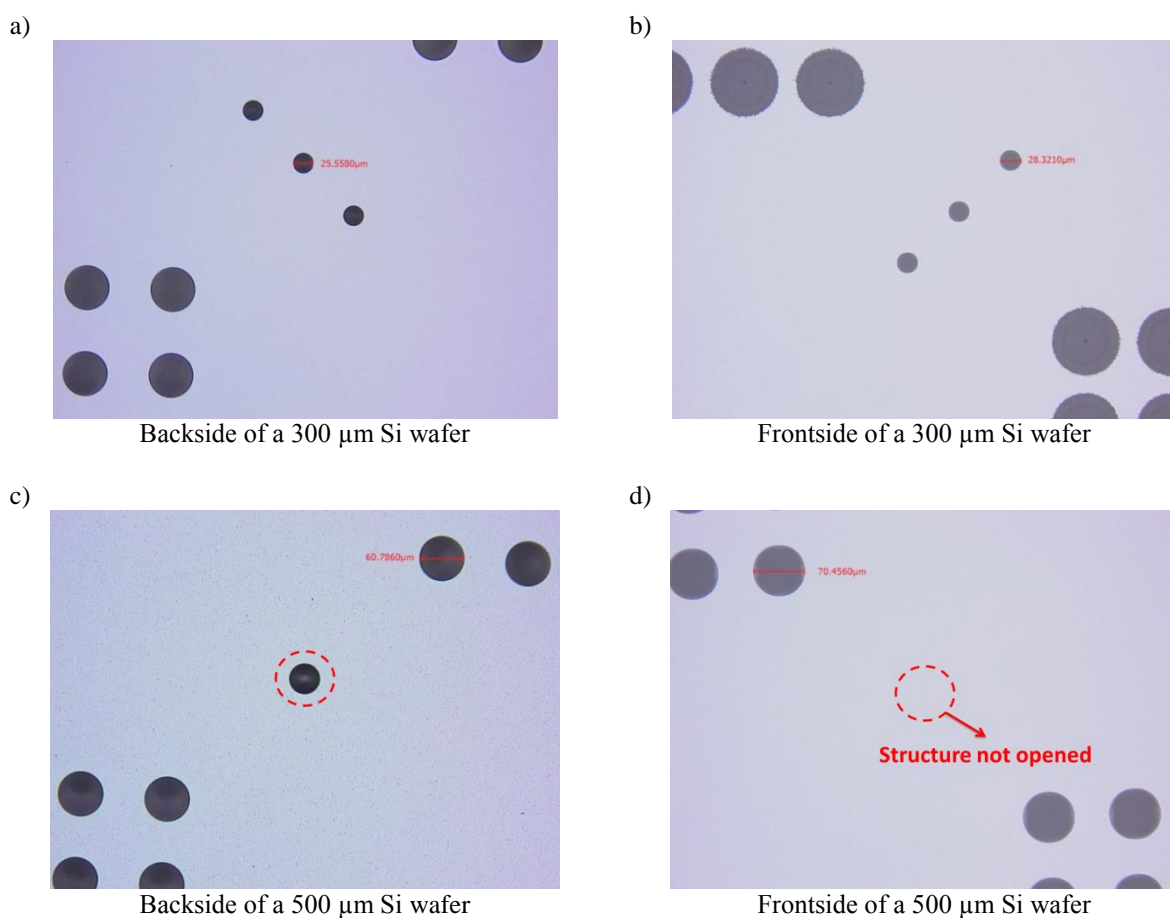 a)
b)
25.5580µm
28.3210µm
Backside of a 300 µm Si wafer
Frontside of a 300 µm Si wafer
c)
d)
60.7860µm
70.4560µm
Structure not opened
Backside of a 500 µm Si wafer
Frontside of a 500 µm Si wafer